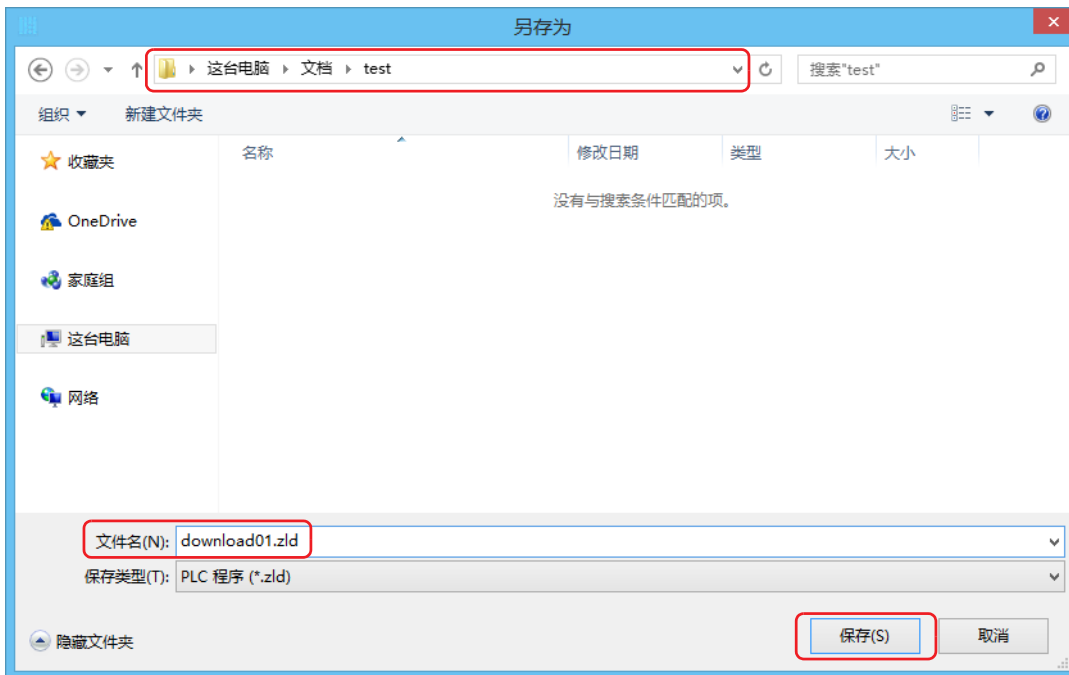 另存为
这台电脑 文档 test
搜索"test"
组织 新建文件夹
名称 修改日期 类型 大小
收藏夹
没有与搜索条件匹配的项。
OneDrive
家庭组
这台电脑
网络
文件名(N): download01.zld
保存类型(T): PLC 程序 (*.zld)
隐藏文件夹
保存(S) 取消